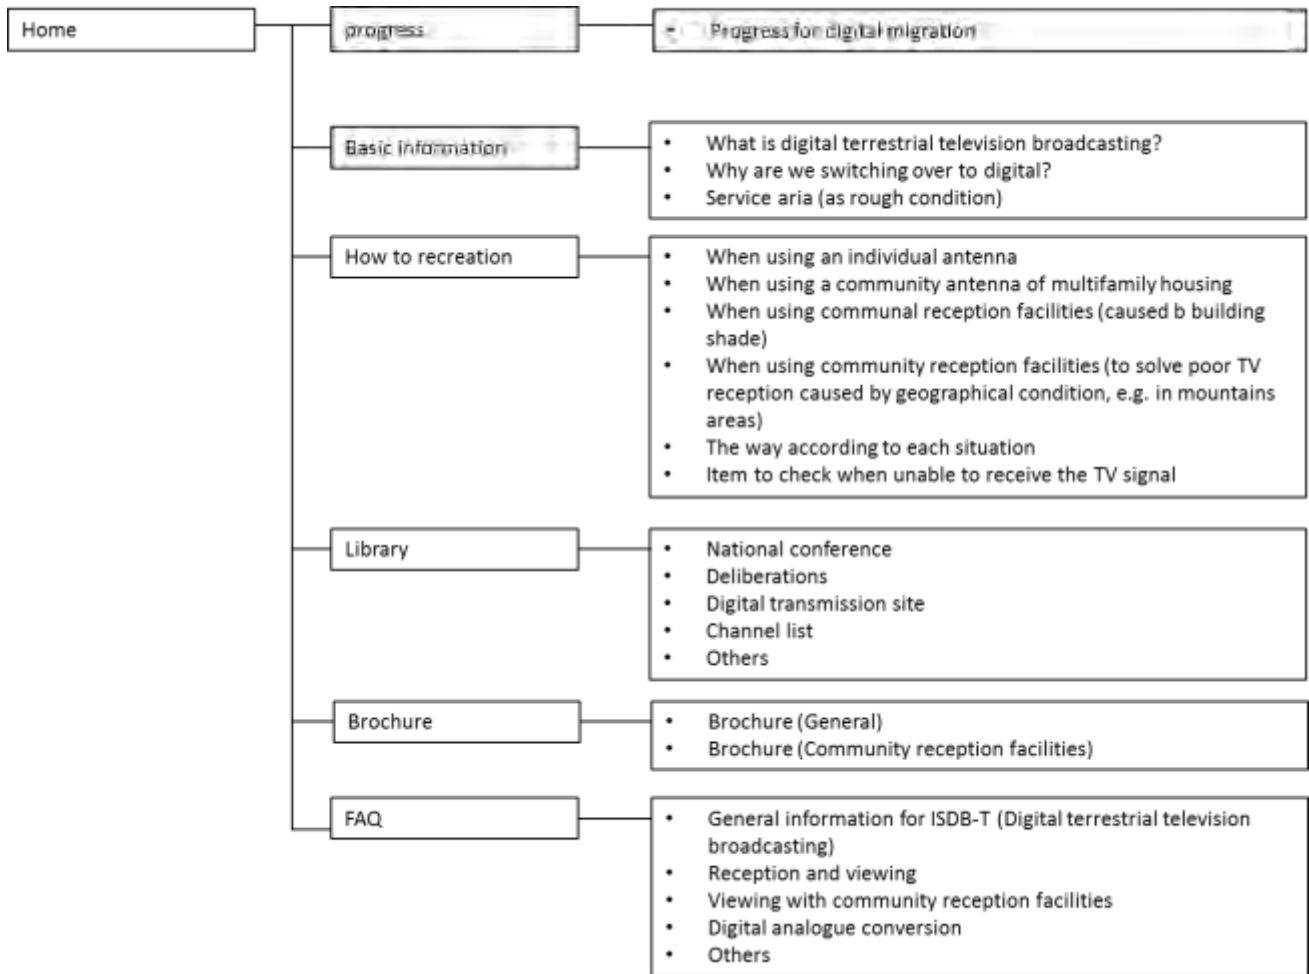 Home
progress
• Progress for digital migration
Basic information
• What is digital terrestrial television broadcasting?
• Why are we switching over to digital?
• Service aria (as rough condition)
How to recreation
• When using an individual antenna
• When using a community antenna of multifamily housing
• When using communal reception facilities (caused b building
shade)
• When using community reception facilities (to solve poor TV
reception caused by geographical condition, e.g. in mountains
areas)
• The way according to each situation
• Item to check when unable to receive the TV signal
Library
• National conference
• Deliberations
• Digital transmission site
• Channel list
• Others
Brochure
• Brochure (General)
• Brochure (Community reception facilities)
FAQ
• General information for ISDB-T (Digital terrestrial television
broadcasting)
• Reception and viewing
• Viewing with community reception facilities
• Digital analogue conversion
• Others